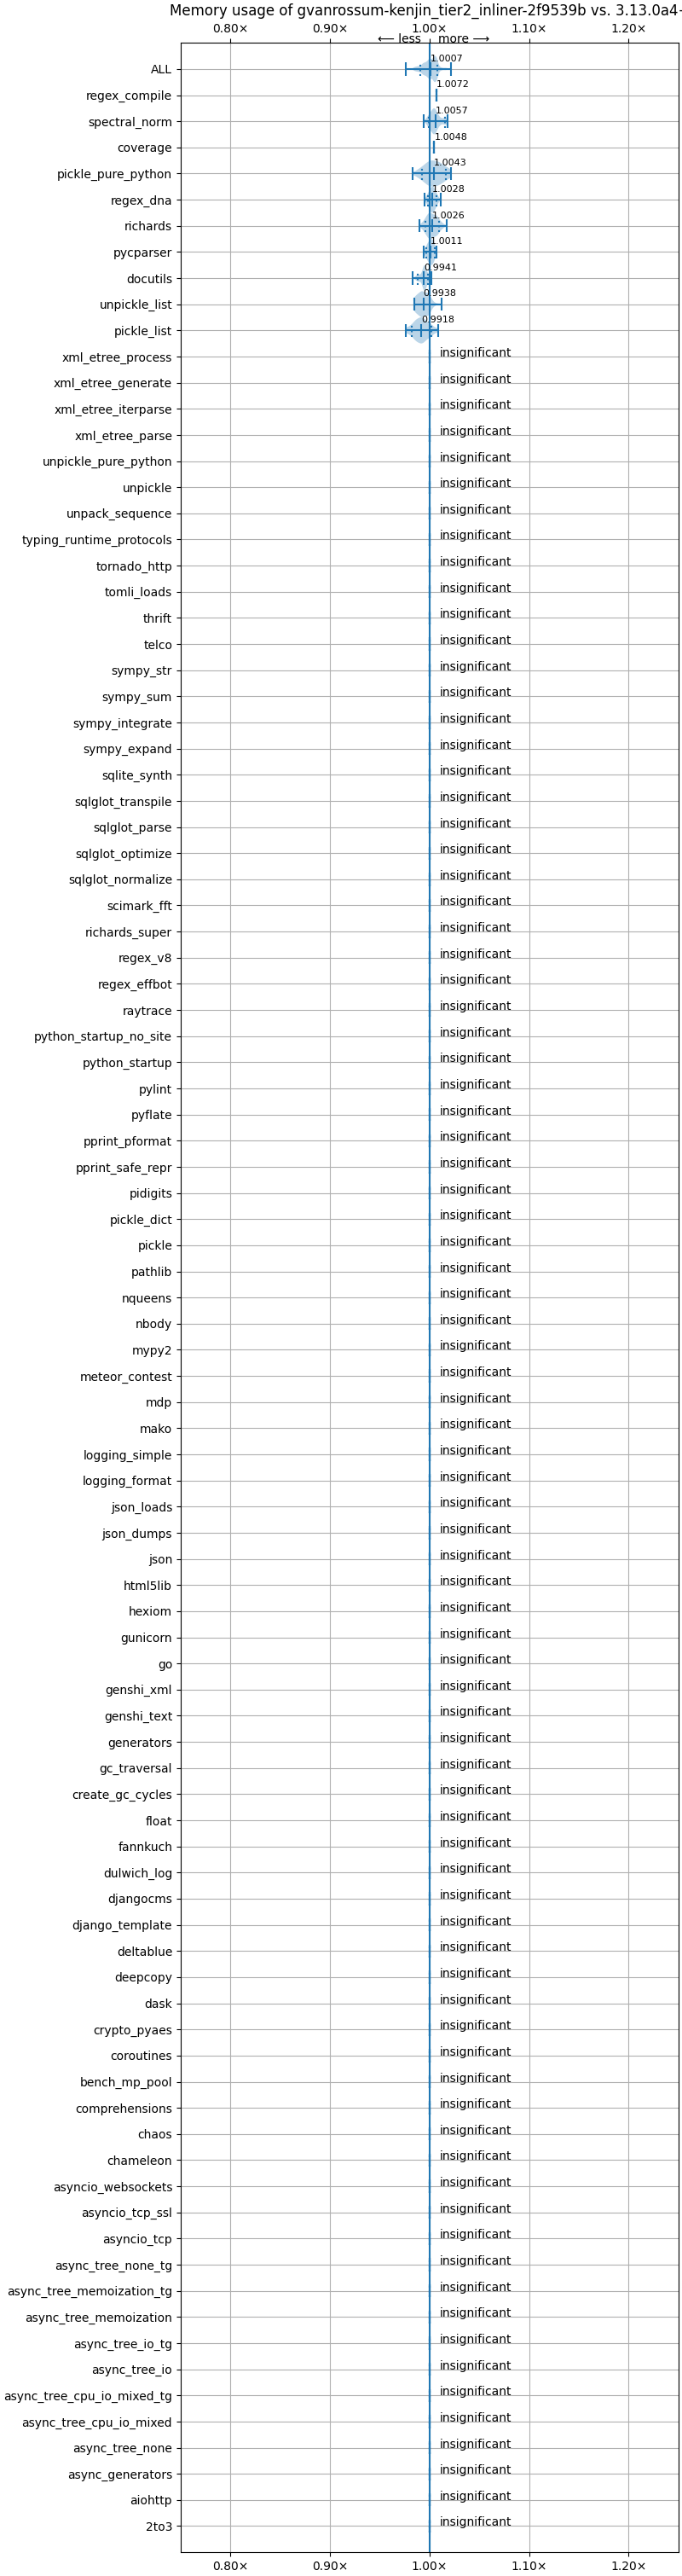 Memory usage of gvanrossum-kenjin_tier2_inliner-2f9539b vs. 3.13.0a4-
0.80× 0.90× 1.00× 1.10× 1.20×
⟵ less more ⟶
ALL 1.0007
regex_compile 1.0072
spectral_norm 1.0057
coverage 1.0048
pickle_pure_python 1.0043
regex_dna 1.0028
richards 1.0026
pycparser 1.0011
docutils 0.9941
unpickle_list 0.9938
pickle_list 0.9918
xml_etree_process insignificant
xml_etree_generate insignificant
xml_etree_iterparse insignificant
xml_etree_parse insignificant
unpickle_pure_python insignificant
unpickle insignificant
unpack_sequence insignificant
typing_runtime_protocols insignificant
tornado_http insignificant
tomli_loads insignificant
thrift insignificant
telco insignificant
sympy_str insignificant
sympy_sum insignificant
sympy_integrate insignificant
sympy_expand insignificant
sqlite_synth insignificant
sqlglot_transpile insignificant
sqlglot_parse insignificant
sqlglot_optimize insignificant
sqlglot_normalize insignificant
scimark_fft insignificant
richards_super insignificant
regex_v8 insignificant
regex_effbot insignificant
raytrace insignificant
python_startup_no_site insignificant
python_startup insignificant
pylint insignificant
pyflate insignificant
pprint_pformat insignificant
pprint_safe_repr insignificant
pidigits insignificant
pickle_dict insignificant
pickle insignificant
pathlib insignificant
nqueens insignificant
nbody insignificant
mypy2 insignificant
meteor_contest insignificant
mdp insignificant
mako insignificant
logging_simple insignificant
logging_format insignificant
json_loads insignificant
json_dumps insignificant
json insignificant
html5lib insignificant
hexiom insignificant
gunicorn insignificant
go insignificant
genshi_xml insignificant
genshi_text insignificant
generators insignificant
gc_traversal insignificant
create_gc_cycles insignificant
float insignificant
fannkuch insignificant
dulwich_log insignificant
djangocms insignificant
django_template insignificant
deltablue insignificant
deepcopy insignificant
dask insignificant
crypto_pyaes insignificant
coroutines insignificant
bench_mp_pool insignificant
comprehensions insignificant
chaos insignificant
chameleon insignificant
asyncio_websockets insignificant
asyncio_tcp_ssl insignificant
asyncio_tcp insignificant
async_tree_none_tg insignificant
async_tree_memoization_tg insignificant
async_tree_memoization insignificant
async_tree_io_tg insignificant
async_tree_io insignificant
async_tree_cpu_io_mixed_tg insignificant
async_tree_cpu_io_mixed insignificant
async_tree_none insignificant
async_generators insignificant
aiohttp insignificant
2to3 insignificant
0.80× 0.90× 1.00× 1.10× 1.20×